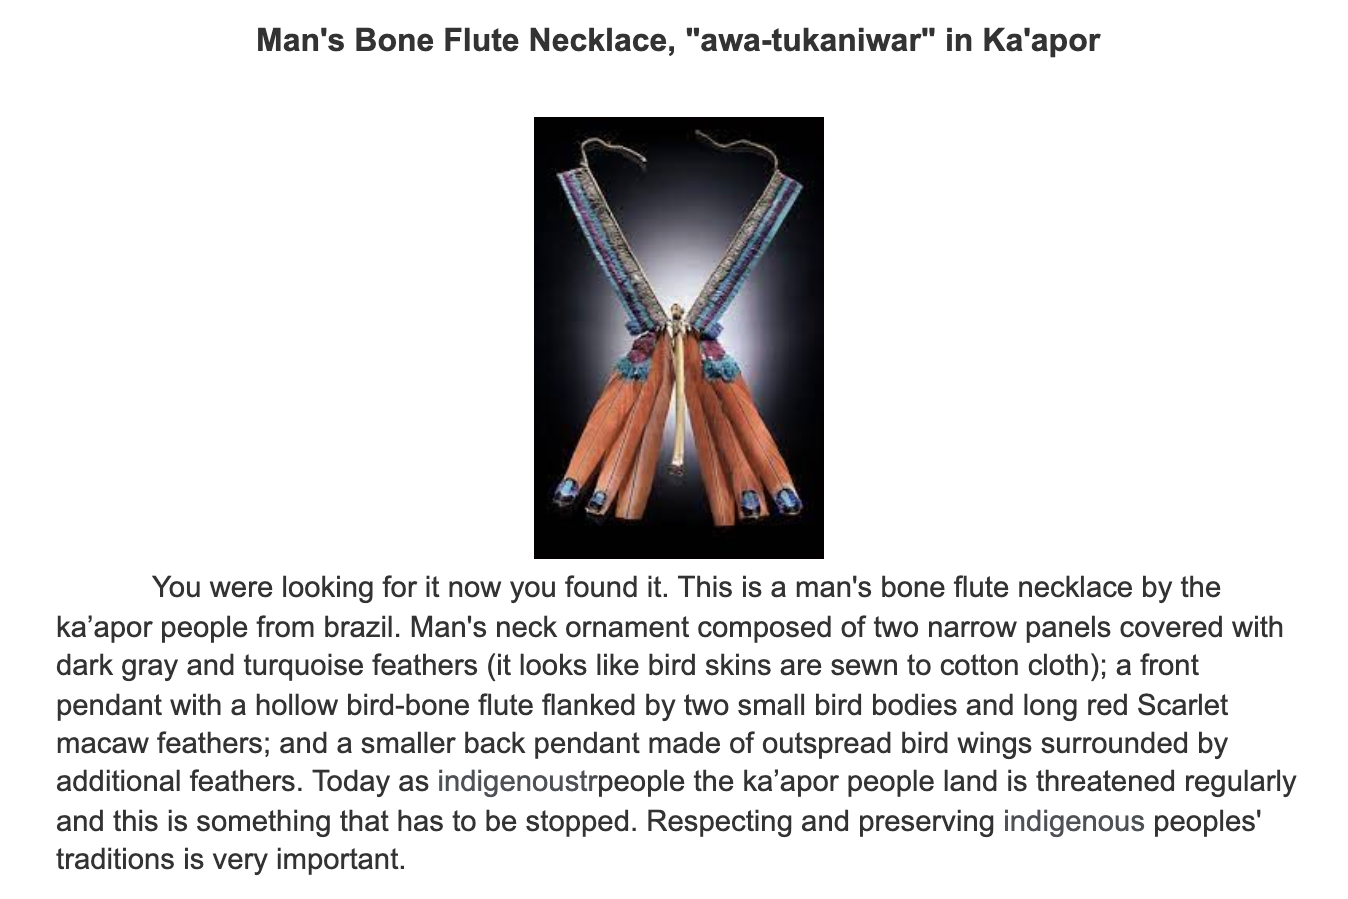 Man's Bone Flute Necklace, "awa-tukaniwar" in Ka'apor
You were looking for it now you found it. This is a man's bone flute necklace by the
ka’apor people from brazil. Man's neck ornament composed of two narrow panels covered with
dark gray and turquoise feathers (it looks like bird skins are sewn to cotton cloth); a front
pendant with a hollow bird-bone flute flanked by two small bird bodies and long red Scarlet
macaw feathers; and a smaller back pendant made of outspread bird wings surrounded by
additional feathers. Today as indigenoustrpeople the ka’apor people land is threatened regularly
and this is something that has to be stopped. Respecting and preserving indigenous peoples'
traditions is very important.